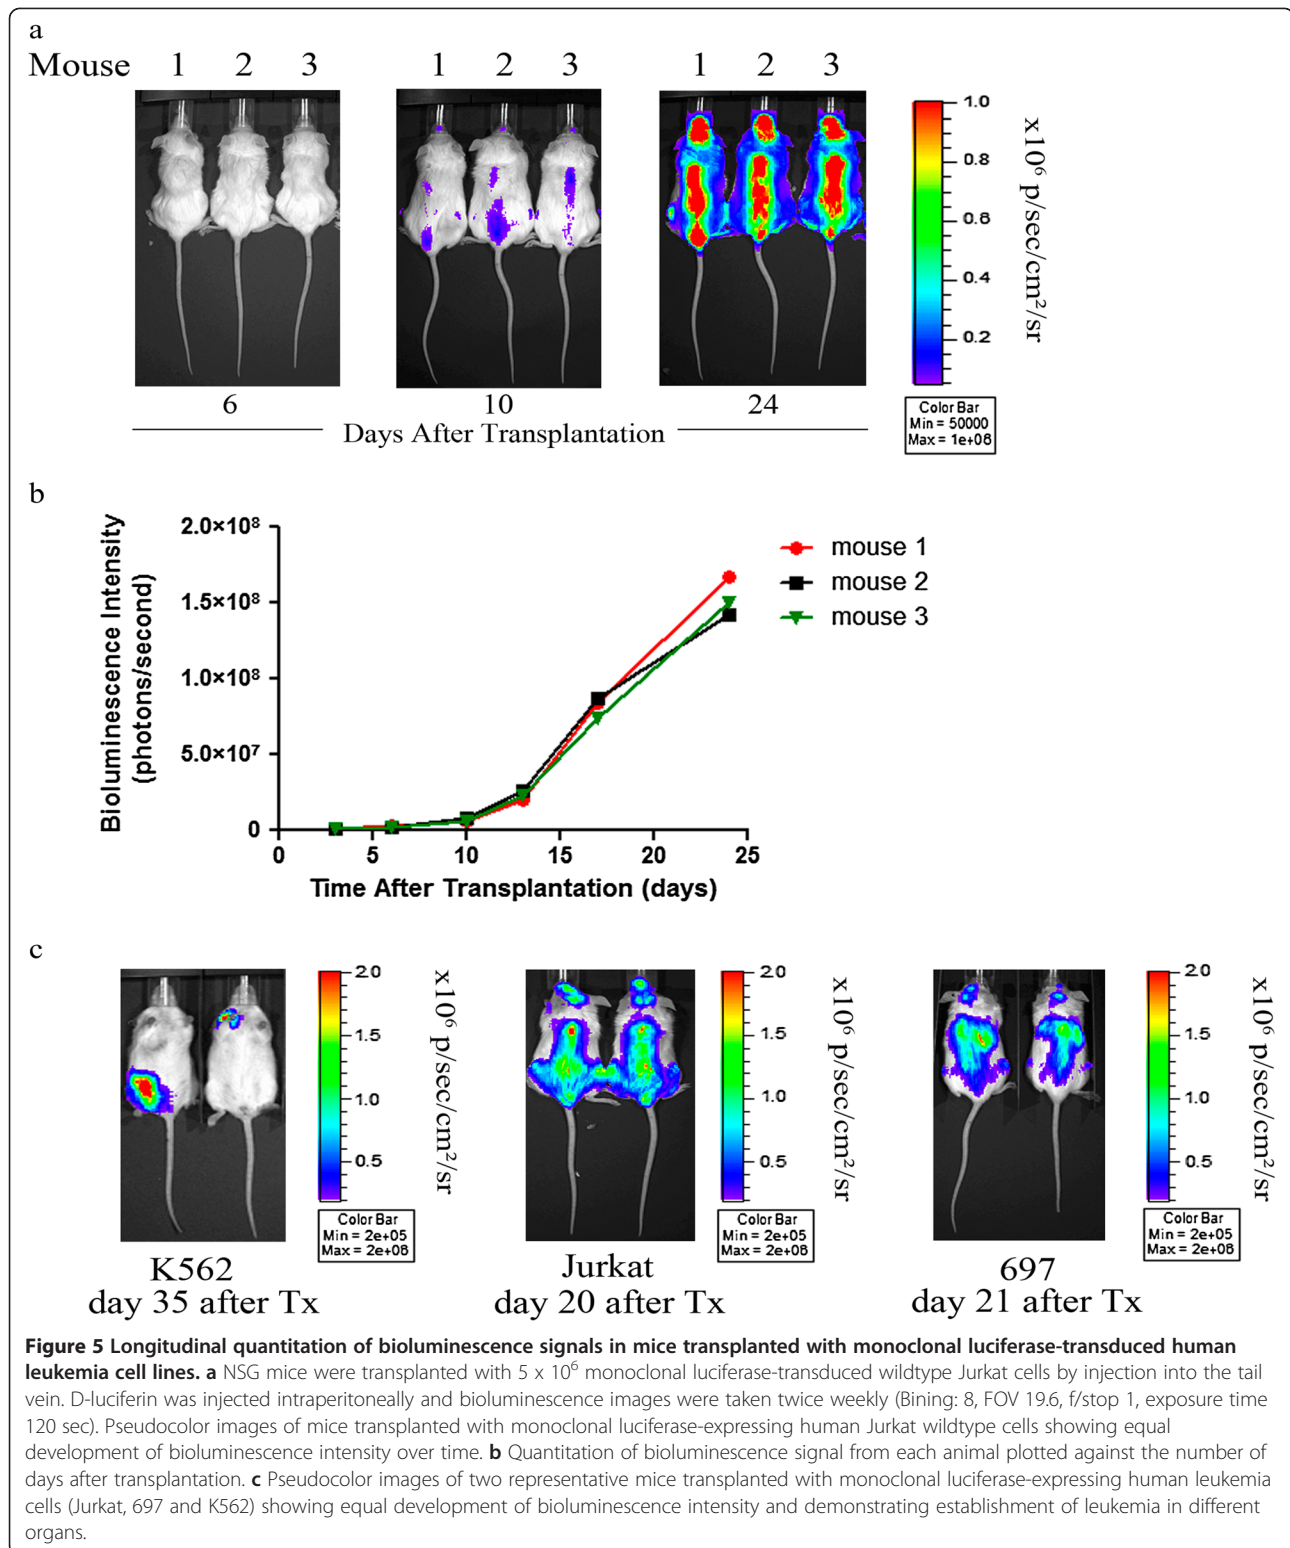 a
Mouse 1 2 3 1 2 3 1 2 3
1.0
0.8
0.6
0.4
0.2
x10⁶ p/sec/cm²/sr
Color Bar
Min = 50000
Max = 1e+06
6 10 24
Days After Transplantation
b
Bioluminescence Intensity
(photons/second)
2.0×10⁸
1.5×10⁸
1.0×10⁸
5.0×10⁷
0
0 5 10 15 20 25
Time After Transplantation (days)
mouse 1
mouse 2
mouse 3
c
2.0
1.5
1.0
0.5
x10⁶ p/sec/cm²/sr
Color Bar
Min = 2e+05
Max = 2e+06
K562
day 35 after Tx
2.0
1.5
1.0
0.5
x10⁶ p/sec/cm²/sr
Color Bar
Min = 2e+05
Max = 2e+06
Jurkat
day 20 after Tx
2.0
1.5
1.0
0.5
x10⁶ p/sec/cm²/sr
Color Bar
Min = 2e+05
Max = 2e+06
697
day 21 after Tx
Figure 5 Longitudinal quantitation of bioluminescence signals in mice transplanted with monoclonal luciferase-transduced human
leukemia cell lines. a NSG mice were transplanted with 5 x 10⁶ monoclonal luciferase-transduced wildtype Jurkat cells by injection into the tail
vein. D-luciferin was injected intraperitoneally and bioluminescence images were taken twice weekly (Bining: 8, FOV 19.6, f/stop 1, exposure time
120 sec). Pseudocolor images of mice transplanted with monoclonal luciferase-expressing human Jurkat wildtype cells showing equal
development of bioluminescence intensity over time. b Quantitation of bioluminescence signal from each animal plotted against the number of
days after transplantation. c Pseudocolor images of two representative mice transplanted with monoclonal luciferase-expressing human leukemia
cells (Jurkat, 697 and K562) showing equal development of bioluminescence intensity and demonstrating establishment of leukemia in different
organs.